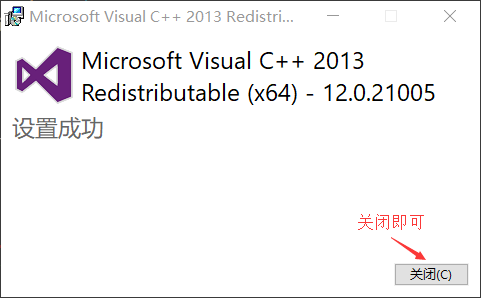 Microsoft Visual C++ 2013 Redistri...
Microsoft Visual C++ 2013
Redistributable (x64) - 12.0.21005
设置成功
关闭即可
关闭(C)